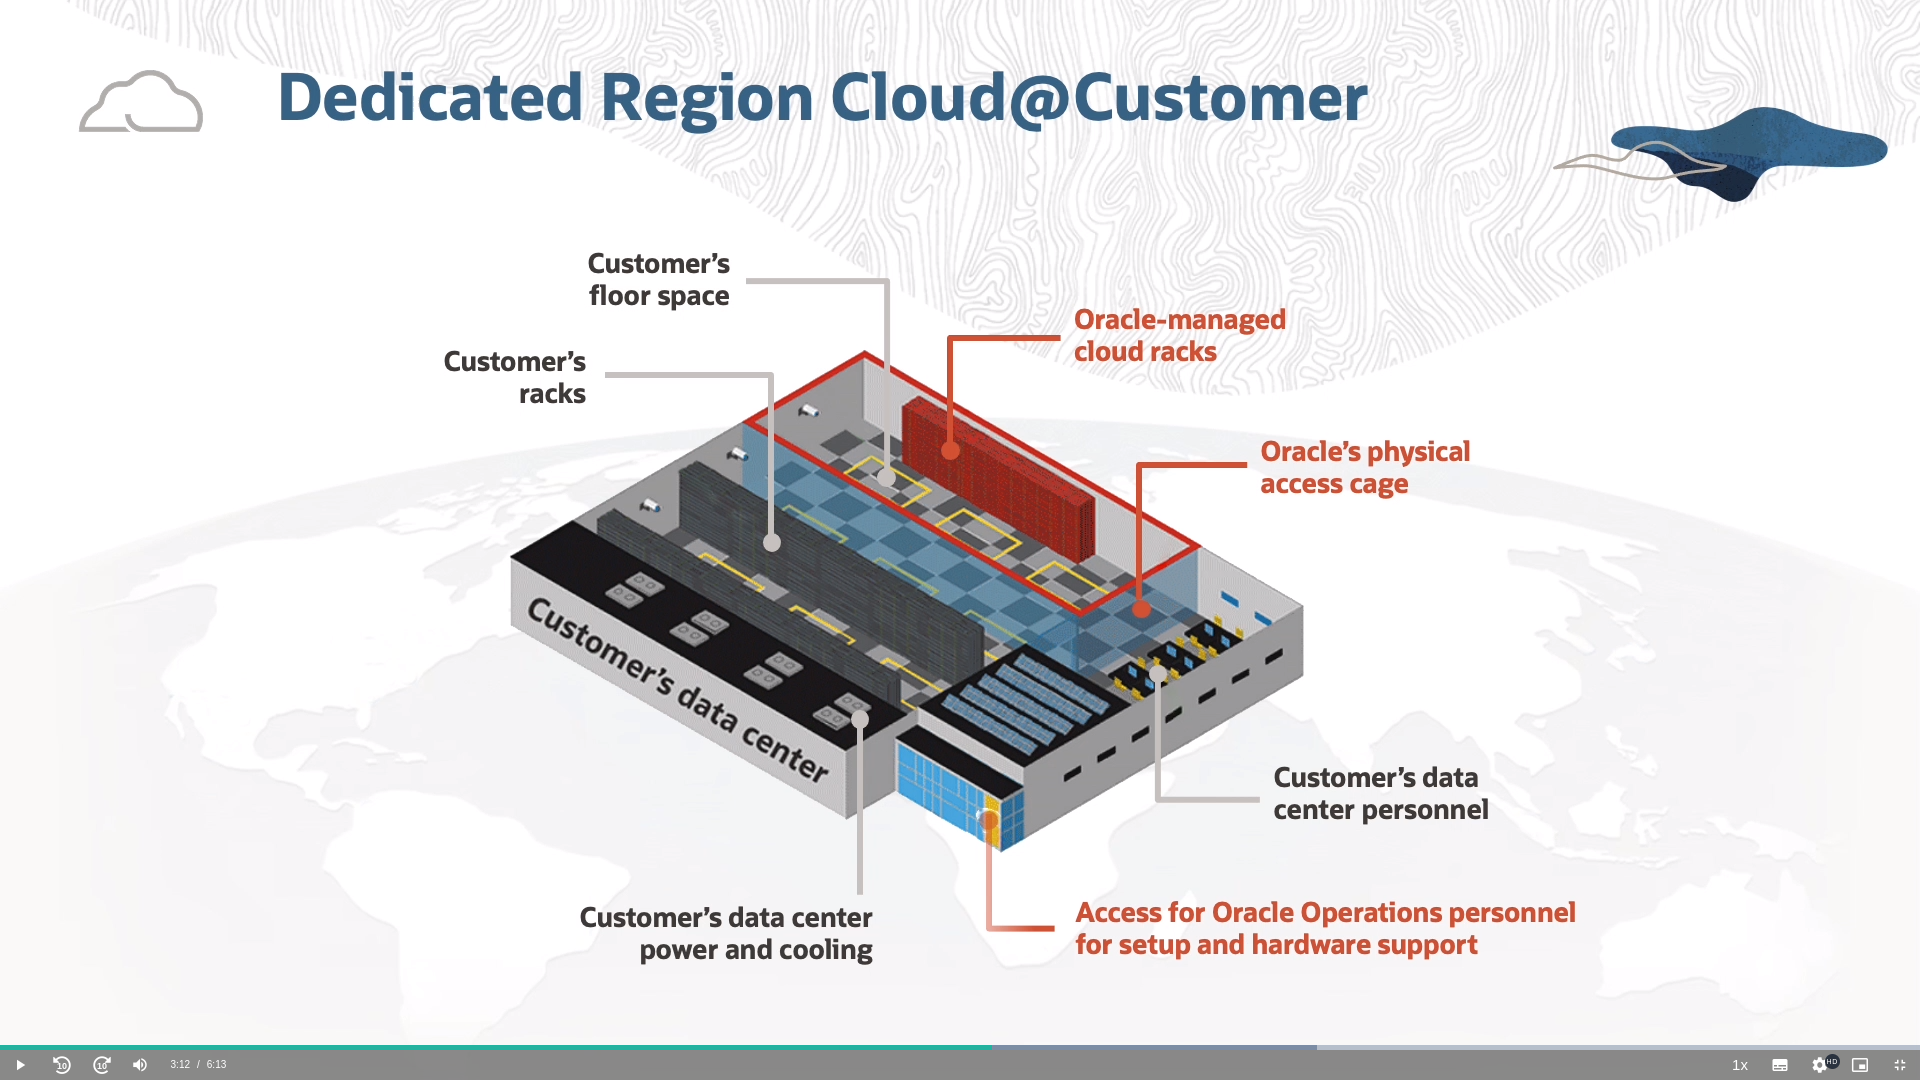 Dedicated Region Cloud@Customer
Customer’s
floor space
Oracle-managed
cloud racks
Customer’s
racks
Oracle’s physical
access cage
Customer’s data center
Customer’s data
center personnel
Customer’s data center
power and cooling
Access for Oracle Operations personnel
for setup and hardware support
10
10
3:12 / 6:13
1x
HD